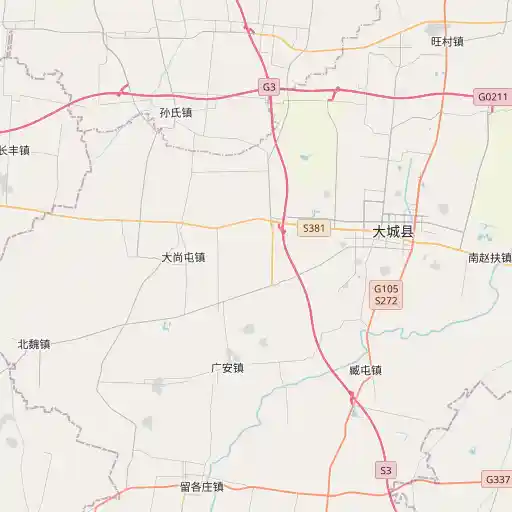 旺村镇
G3
G0211
孙氏镇
长丰镇
S381
大城县
大尚屯镇
南赵扶镇
G105
S272
北魏镇
广安镇
臧屯镇
S3
留各庄镇
G337